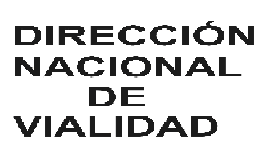 DIRECCIÓN
NACIONAL
DE
VIALIDAD